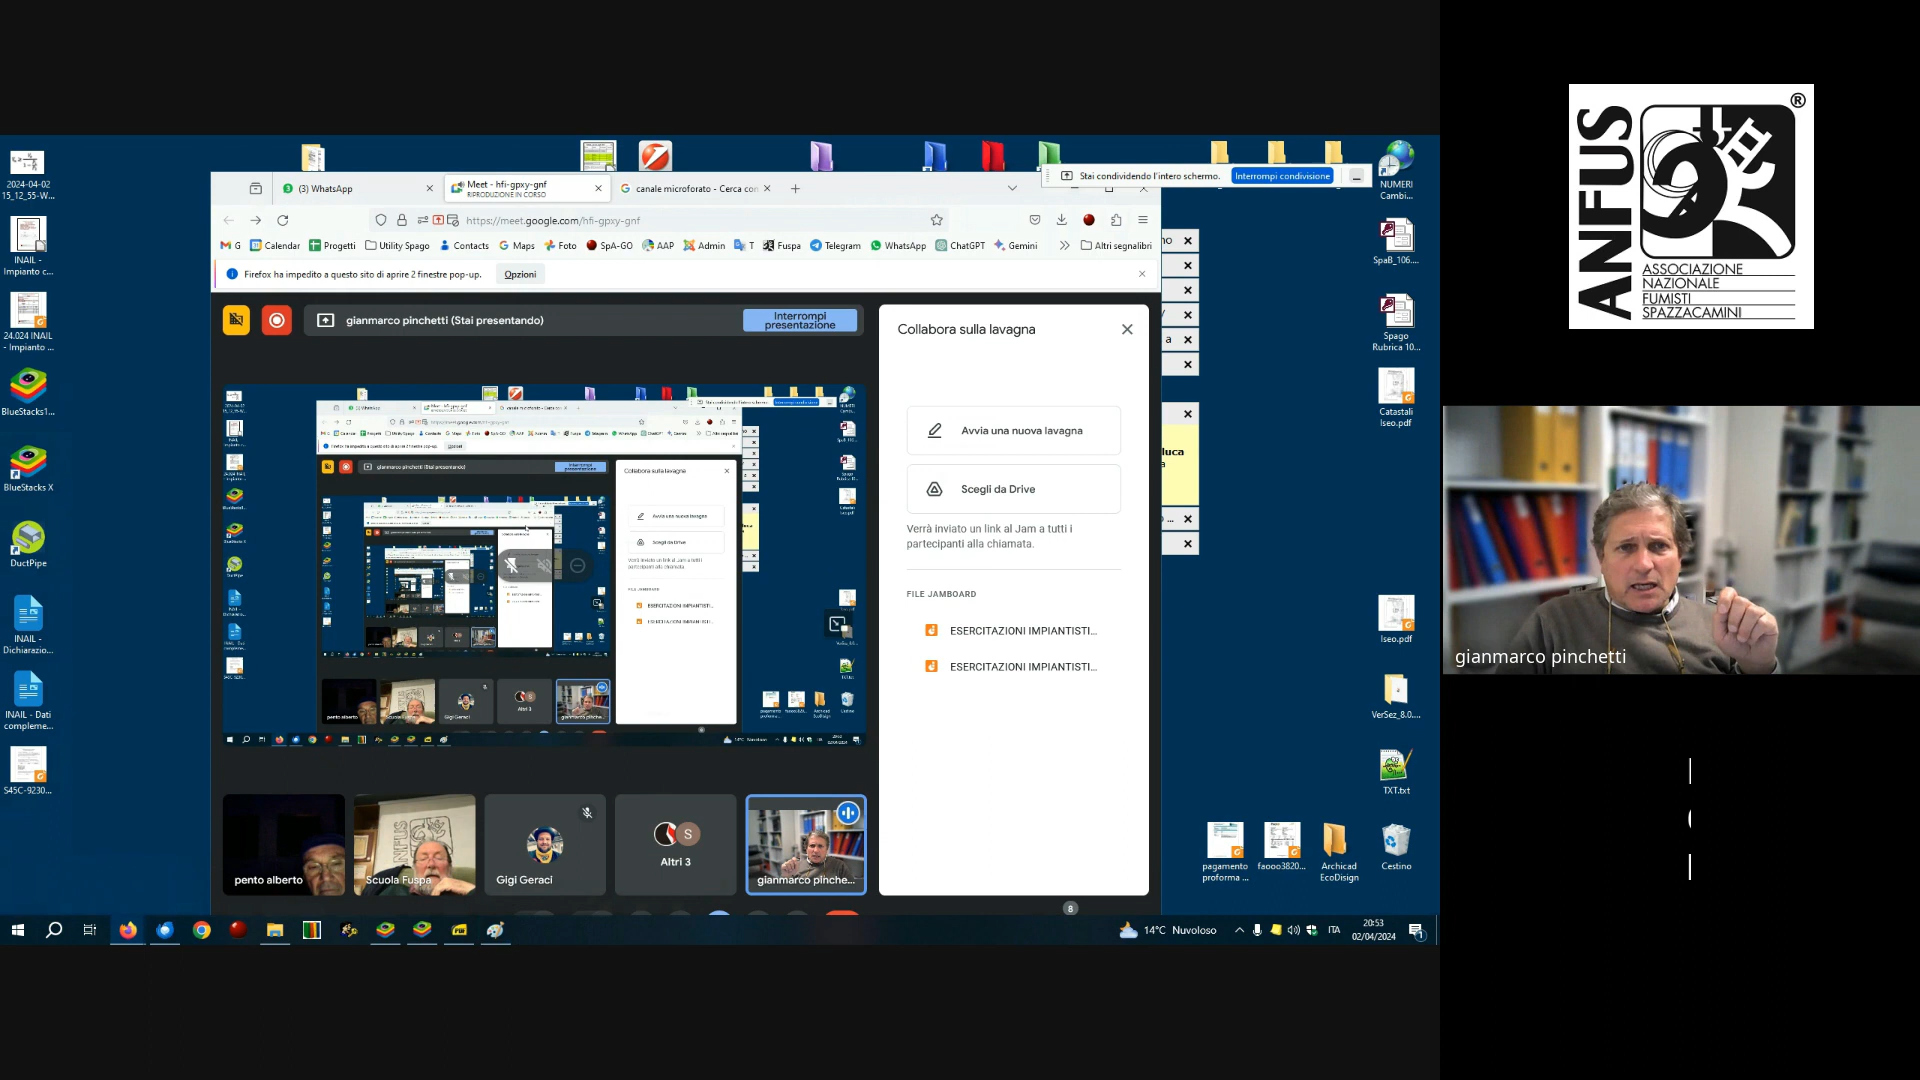 2024-04-02
15_12_55-W...
INAIL -
Impianto c...
24.024 INAIL
- Impianto ...
BlueStacks1...
BlueStacks X
DuctPipe
INAIL -
Dichiarazio...
INAIL - Dati
compleme...
S45C-9230...
(3) WhatsApp
Meet - hfi-gpxy-gnf
RIPRODUZIONE IN CORSO
canale microforato - Cerca con
Stai condividendo l'intero schermo.
Interrompi condivisione
https://meet.google.com/hfi-gpxy-gnf
G
Calendar
Progetti
Utility Spago
Contacts
Maps
Foto
SpA-GO
AAP
Admin
T
Fuspa
Telegram
WhatsApp
ChatGPT
Gemini
Altri segnalibri
Firefox ha impedito a questo sito di aprire 2 finestre pop-up.
Opzioni
gianmarco pinchetti (Stai presentando)
Interrompi
presentazione
Collabora sulla lavagna
Avvia una nuova lavagna
Scegli da Drive
Verrà inviato un link al Jam a tutti i
partecipanti alla chiamata.
FILE JAMBOARD
ESERCITAZIONI IMPIANTISTI...
ESERCITAZIONI IMPIANTISTI...
pento alberto
Scuola Fuspa
Gigi Geraci
S
Altri 3
gianmarco pinche...
8
luca
NUMERI
Cambi...
SpaB_106....
Spago
Rubrica 10...
Catastali
Iseo.pdf
Iseo.pdf
VerSez_8.0....
TXT.txt
pagamento
proforma ...
faooo3820...
Archicad
EcoDisign
Cestino
14°C Nuvoloso
ITA
20:53
02/04/2024
1
ANFUS
®
ASSOCIAZIONE
NAZIONALE
FUMISTI
SPAZZACAMINI
gianmarco pinchetti